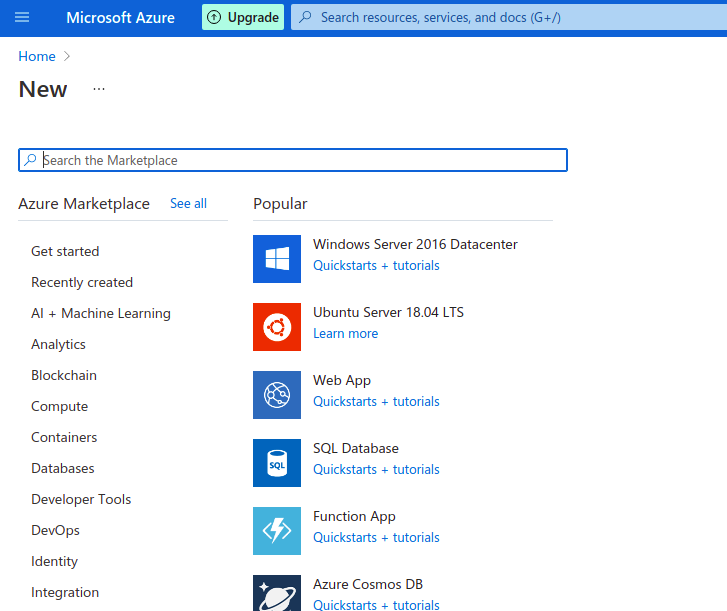 Microsoft Azure
Upgrade
Search resources, services, and docs (G+/)
Home
New
...
Search the Marketplace
Azure Marketplace
See all
Get started
Recently created
AI + Machine Learning
Analytics
Blockchain
Compute
Containers
Databases
Developer Tools
DevOps
Identity
Integration
Popular
Windows Server 2016 Datacenter
Quickstarts + tutorials
Ubuntu Server 18.04 LTS
Learn more
Web App
Quickstarts + tutorials
SQL
SQL Database
Quickstarts + tutorials
Function App
Quickstarts + tutorials
Azure Cosmos DB
Quickstarts + tutorials